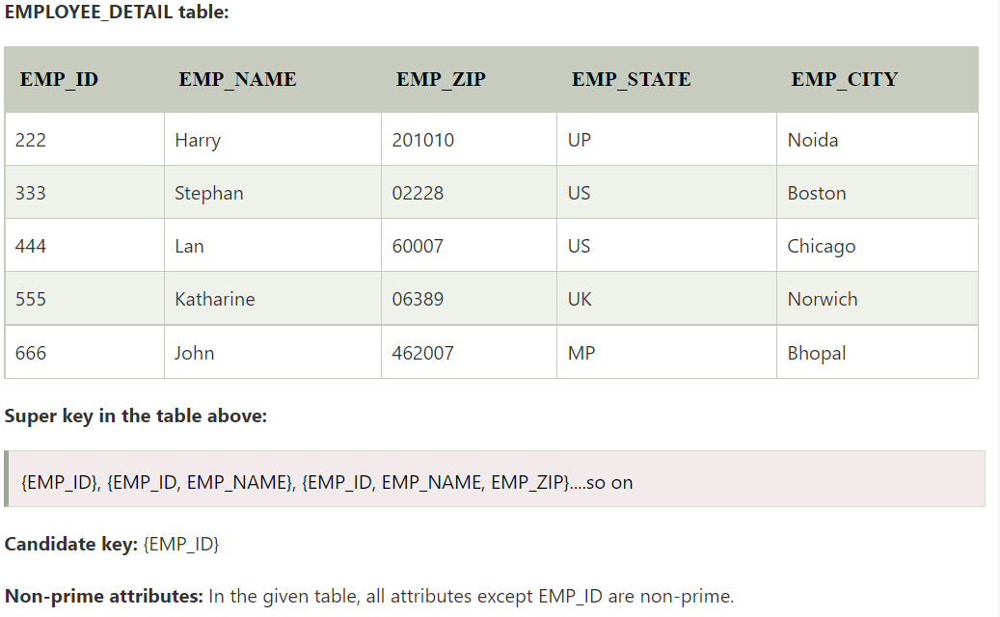 EMPLOYEE_DETAIL table:
EMP_ID EMP_NAME EMP_ZIP EMP_STATE EMP_CITY
222 Harry 201010 UP Noida
333 Stephan 02228 US Boston
444 Lan 60007 US Chicago
555 Katharine 06389 UK Norwich
666 John 462007 MP Bhopal
Super key in the table above:
{EMP_ID}, {EMP_ID, EMP_NAME}, {EMP_ID, EMP_NAME, EMP_ZIP}....so on
Candidate key: {EMP_ID}
Non-prime attributes: In the given table, all attributes except EMP_ID are non-prime.